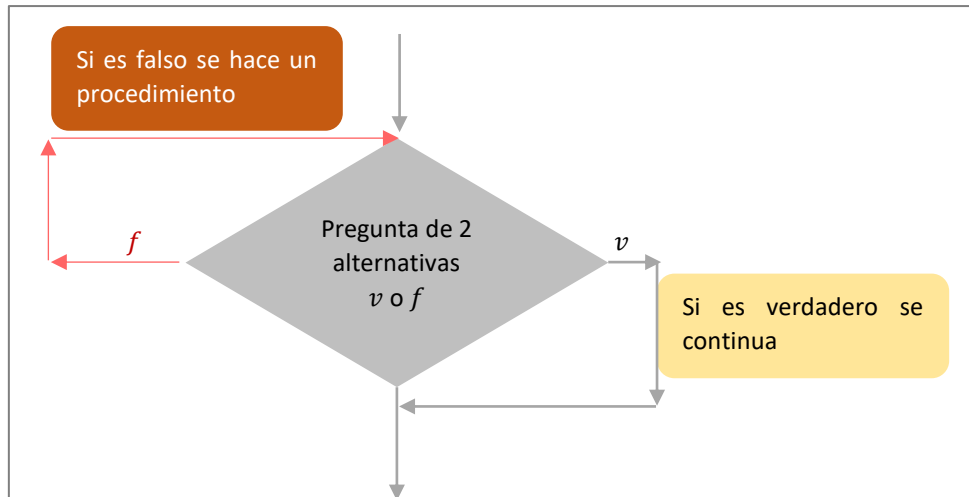 Si es falso se hace un
procedimiento
Pregunta de 2
alternativas
v o f
f
v
Si es verdadero se
continua